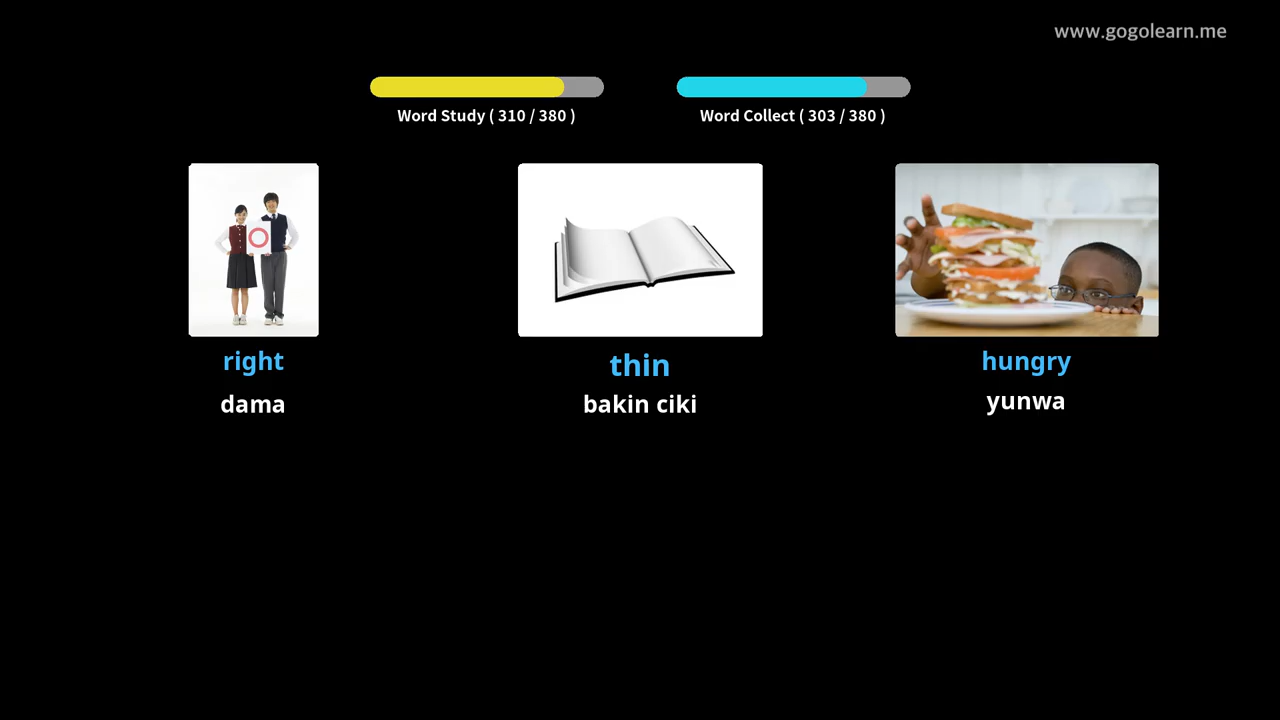 www.gogolearn.me
Word Study ( 310 / 380 )
Word Collect ( 303 / 380 )
right
thin
hungry
dama
bakin ciki
yunwa